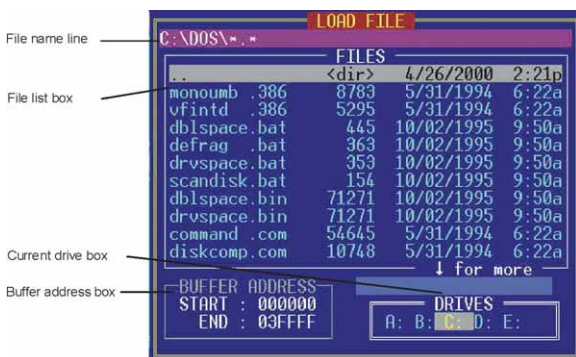 LOAD FILE
File name line
C:\DOS\*.*
FILES
.. <dir> 4/26/2000 2:21p
File list box
monoumb .386 8783 5/31/1994 6:22a
vfintd .386 5295 5/31/1994 6:22a
dblspace.bat 445 10/02/1995 9:50a
defrag .bat 363 10/02/1995 9:50a
drvspace.bat 353 10/02/1995 9:50a
scandisk.bat 154 10/02/1995 9:50a
dblspace.bin 71271 10/02/1995 9:50a
drvspace.bin 71271 10/02/1995 9:50a
command .com 54645 5/31/1994 6:22a
diskcomp.com 10748 5/31/1994 6:22a
↓ for more
Current drive box
Buffer address box
BUFFER ADDRESS
START : 000000
END : 03FFFF
DRIVES
A: B: C: D: E: